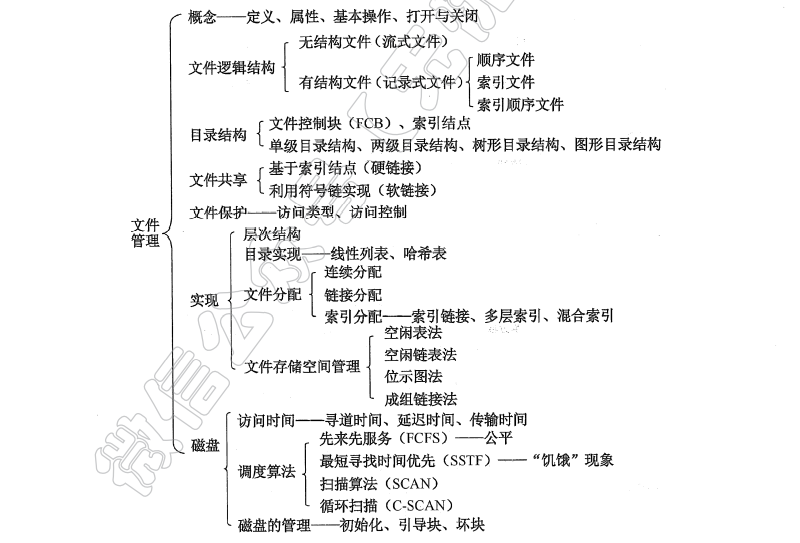 概念——定义、属性、基本操作、打开与关闭
无结构文件（流式文件）
文件逻辑结构
顺序文件
有结构文件（记录式文件）
索引文件
索引顺序文件
文件控制块（FCB）、索引结点
目录结构
单级目录结构、两级目录结构、树形目录结构、图形目录结构
基于索引结点（硬链接）
文件共享
利用符号链实现（软链接）
文件保护——访问类型、访问控制
文件
管理
层次结构
目录实现——线性列表、哈希表
实现
连续分配
文件分配
链接分配
索引分配——索引链接、多层索引、混合索引
空闲表法
空闲链表法
文件存储空间管理
位示图法
成组链接法
访问时间——寻道时间、延迟时间、传输时间
磁盘
先来先服务（FCFS）——公平
最短寻找时间优先（SSTF）——“饥饿”现象
调度算法
扫描算法（SCAN）
循环扫描（C-SCAN）
磁盘的管理——初始化、引导块、坏块
微信公众号